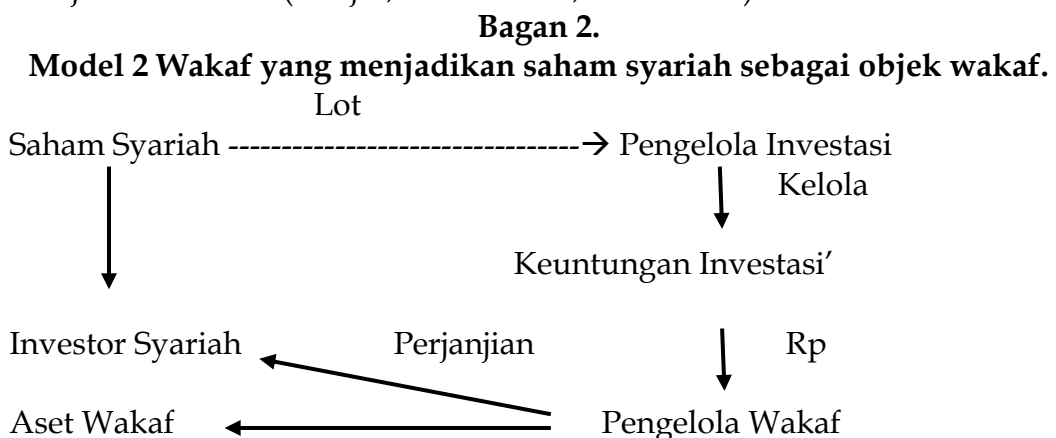 Bagan 2.
Model 2 Wakaf yang menjadikan saham syariah sebagai objek wakaf.
Lot
Saham Syariah ---------------------------------→ Pengelola Investasi
Kelola
Keuntungan Investasi’
Investor Syariah Perjanjian Rp
Aset Wakaf Pengelola Wakaf